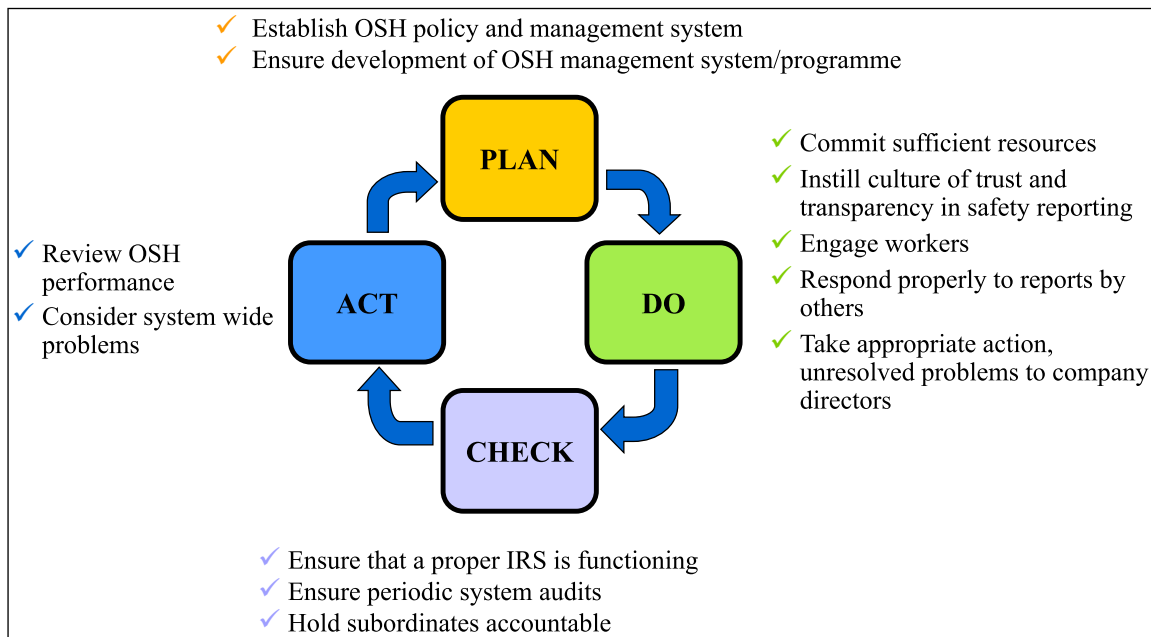 Establish OSH policy and management system
Ensure development of OSH management system/programme
PLAN
Commit sufficient resources
Instill culture of trust and
transparency in safety reporting
Engage workers
Respond properly to reports by
others
Take appropriate action,
unresolved problems to company
directors
DO
Review OSH
performance
Consider system wide
problems
ACT
CHECK
Ensure that a proper IRS is functioning
Ensure periodic system audits
Hold subordinates accountable